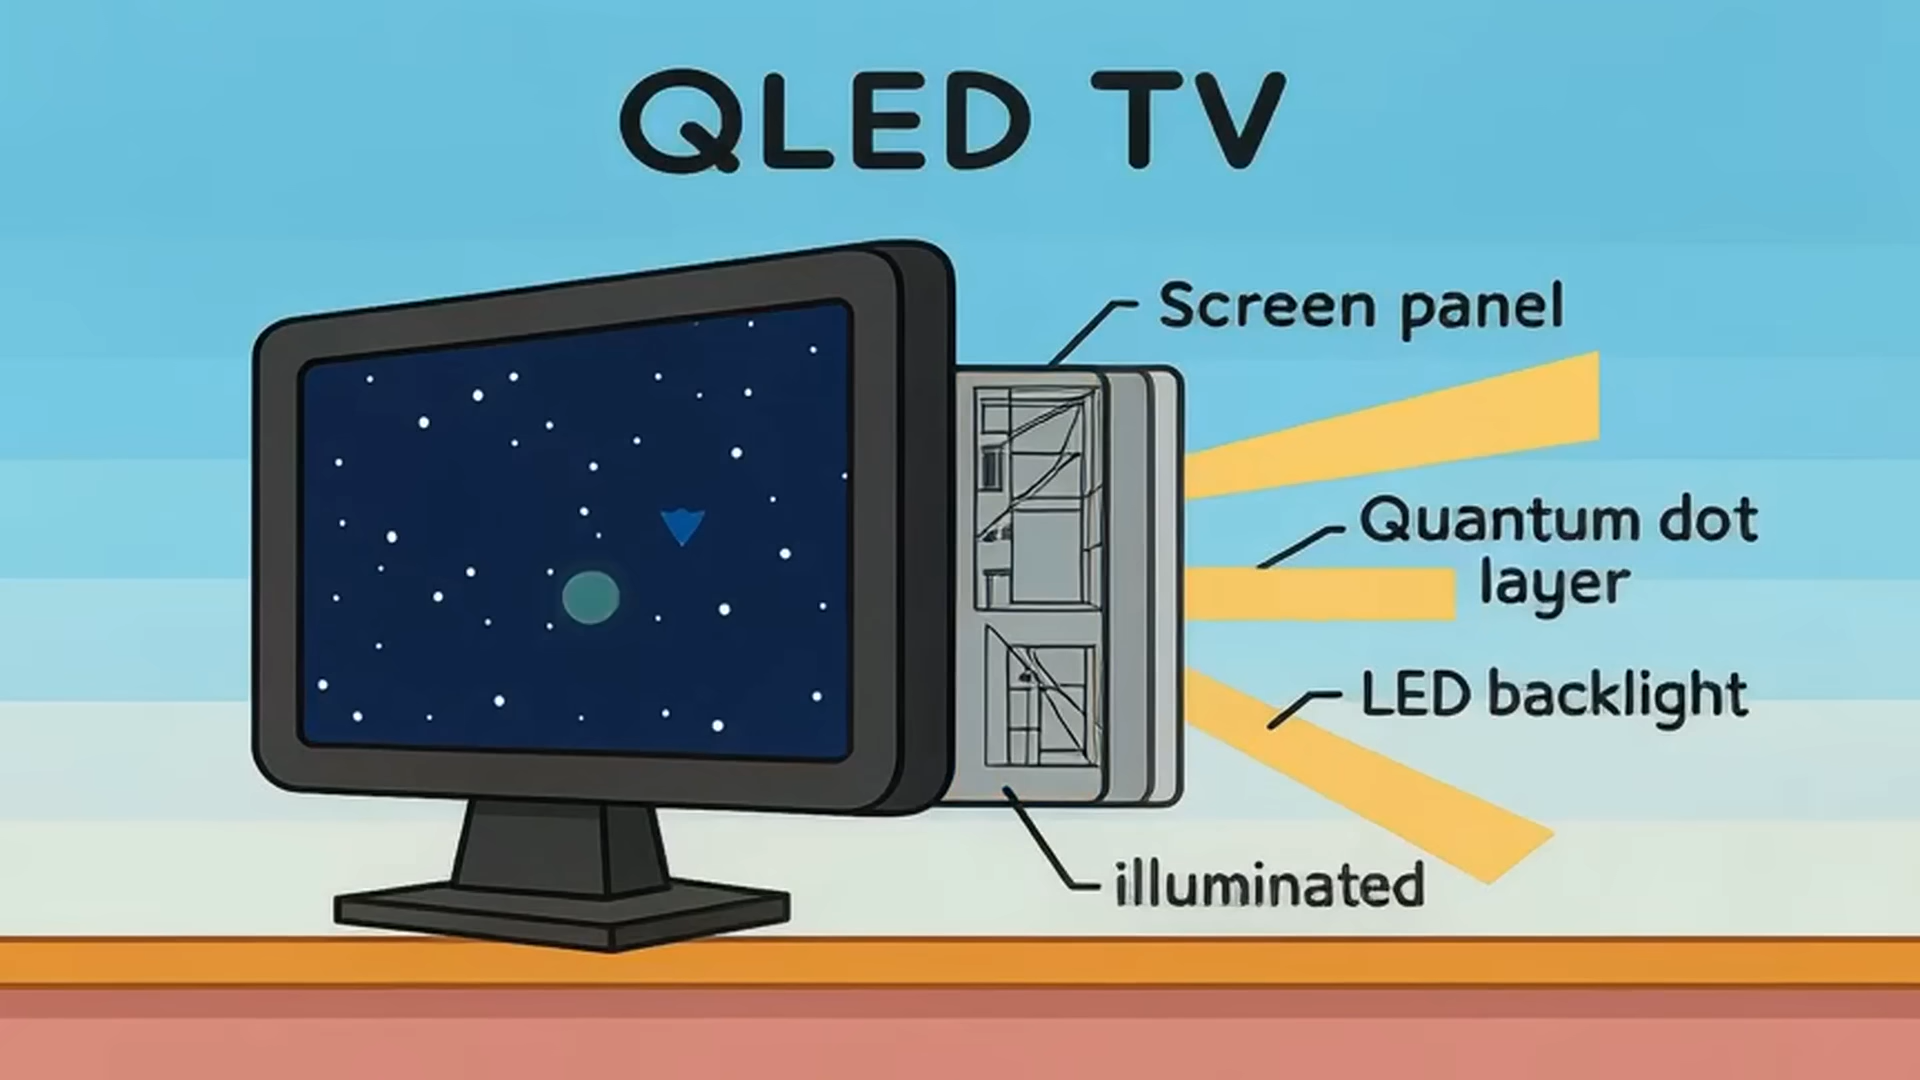 QLED TV
Screen panel
Quantum dot
layer
LED backlight
illuminated